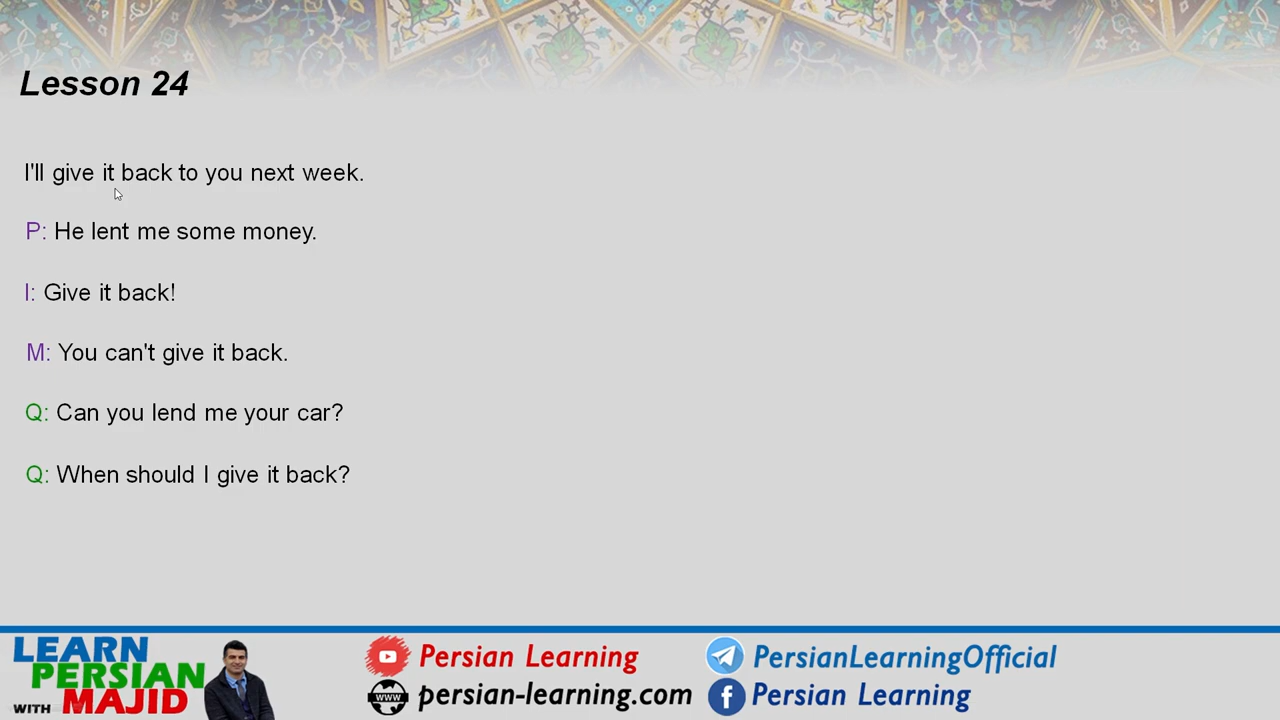 Lesson 24
I'll give it back to you next week.
P: He lent me some money.
I: Give it back!
M: You can't give it back.
Q: Can you lend me your car?
Q: When should I give it back?
LEARN
PERSIAN
WITH MAJID
Persian Learning
PersianLearningOfficial
www persian-learning.com
Persian Learning